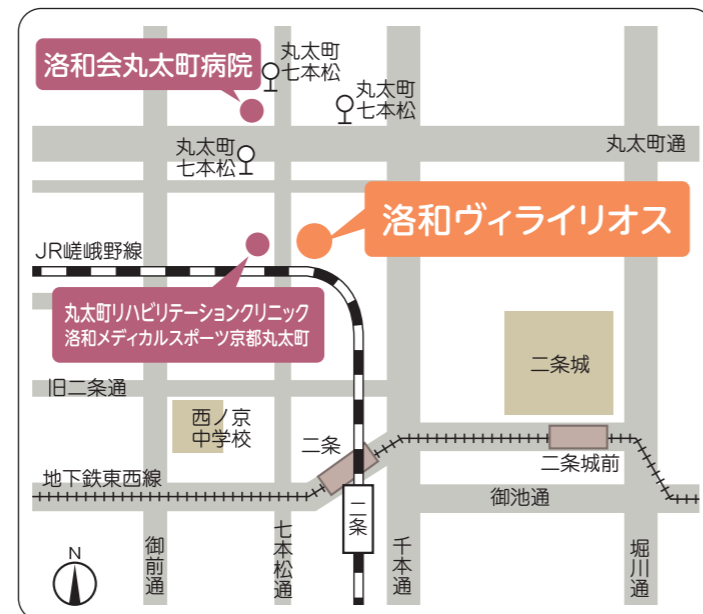 洛和会丸太町病院
丸太町
七本松
丸太町
七本松
丸太町
七本松
丸太町通
洛和ヴィライリオス
JR嵯峨野線
丸太町リハビリテーションクリニック
洛和メディカルスポーツ京都丸太町
二条城
旧二条通
西ノ京
中学校
二条
二条城前
地下鉄東西線
御池通
二条
御前通
七本松通
千本通
堀川通
N